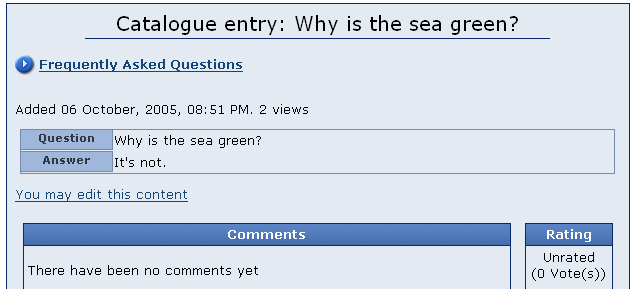 Catalogue entry: Why is the sea green?
Frequently Asked Questions
Added 06 October, 2005, 08:51 PM. 2 views
Question Why is the sea green?
Answer It's not.
You may edit this content
Comments
There have been no comments yet
Rating
Unrated
(0 Vote(s))